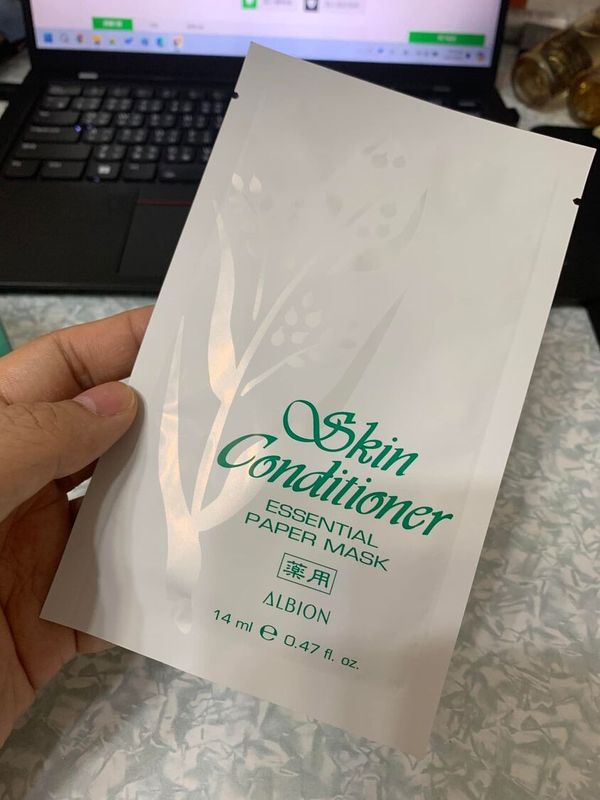 Skin
Conditioner
ESSENTIAL
PAPER MASK
薬用
ALBION
14 ml e 0.47 fl. oz.